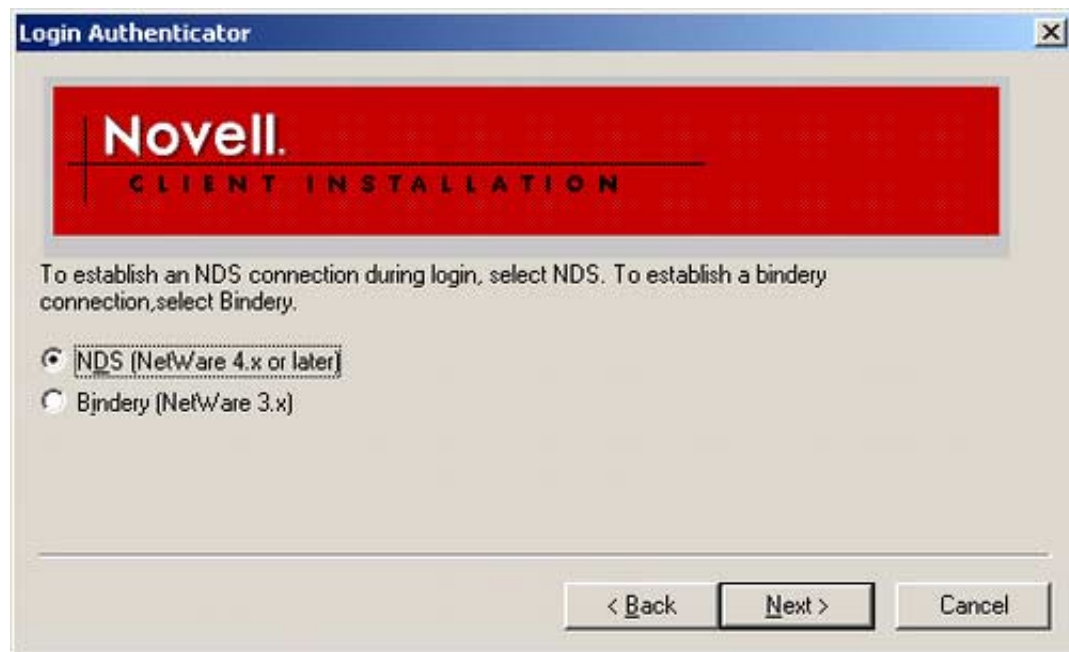 Login Authenticator
Novell.
CLIENT INSTALLATION
To establish an NDS connection during login, select NDS. To establish a bindery
connection,select Bindery.
NDS (NetWare 4.x or later)
Bindery (NetWare 3.x)
< Back Next > Cancel